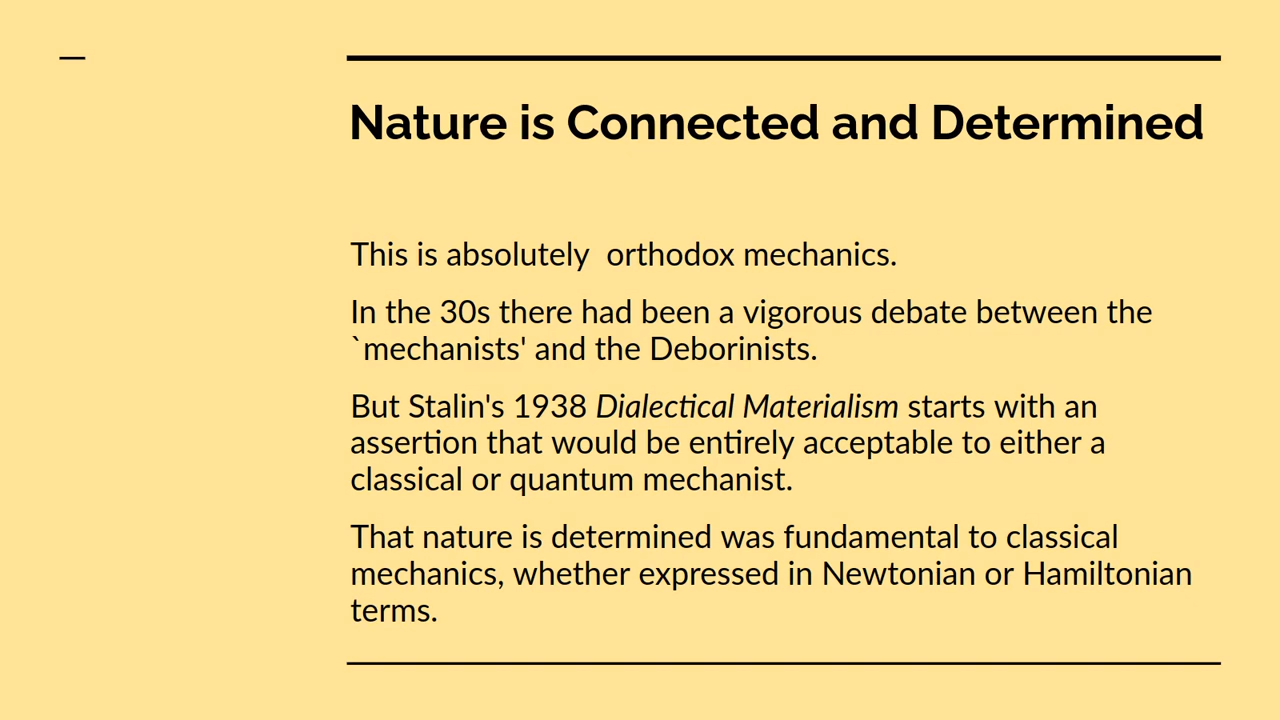 Nature is Connected and Determined
This is absolutely  orthodox mechanics.
In the 30s there had been a vigorous debate between the
`mechanists' and the Deborinists.
But Stalin's 1938 Dialectical Materialism starts with an
assertion that would be entirely acceptable to either a
classical or quantum mechanist.
That nature is determined was fundamental to classical
mechanics, whether expressed in Newtonian or Hamiltonian
terms.